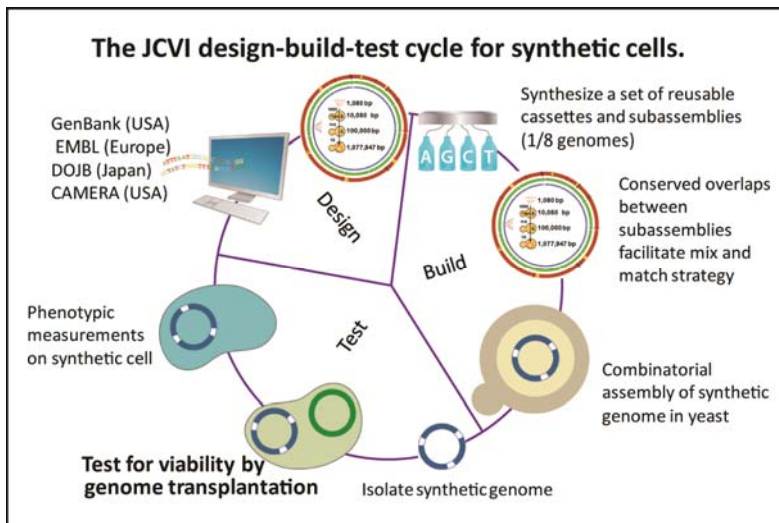 The JCVI design-build-test cycle for synthetic cells.
GenBank (USA)
EMBL (Europe)
DOJB (Japan)
CAMERA (USA)
1,080 bp
10,080 bp
100,000 bp
1,077,947 bp
A G C T
Synthesize a set of reusable
cassettes and subassemblies
(1/8 genomes)
Design
Build
Test
1,080 bp
10,080 bp
100,000 bp
1,077,947 bp
Conserved overlaps
between
subassemblies
facilitate mix and
match strategy
Phenotypic
measurements
on synthetic cell
Combinatorial
assembly of synthetic
genome in yeast
Test for viability by
genome transplantation
Isolate synthetic genome